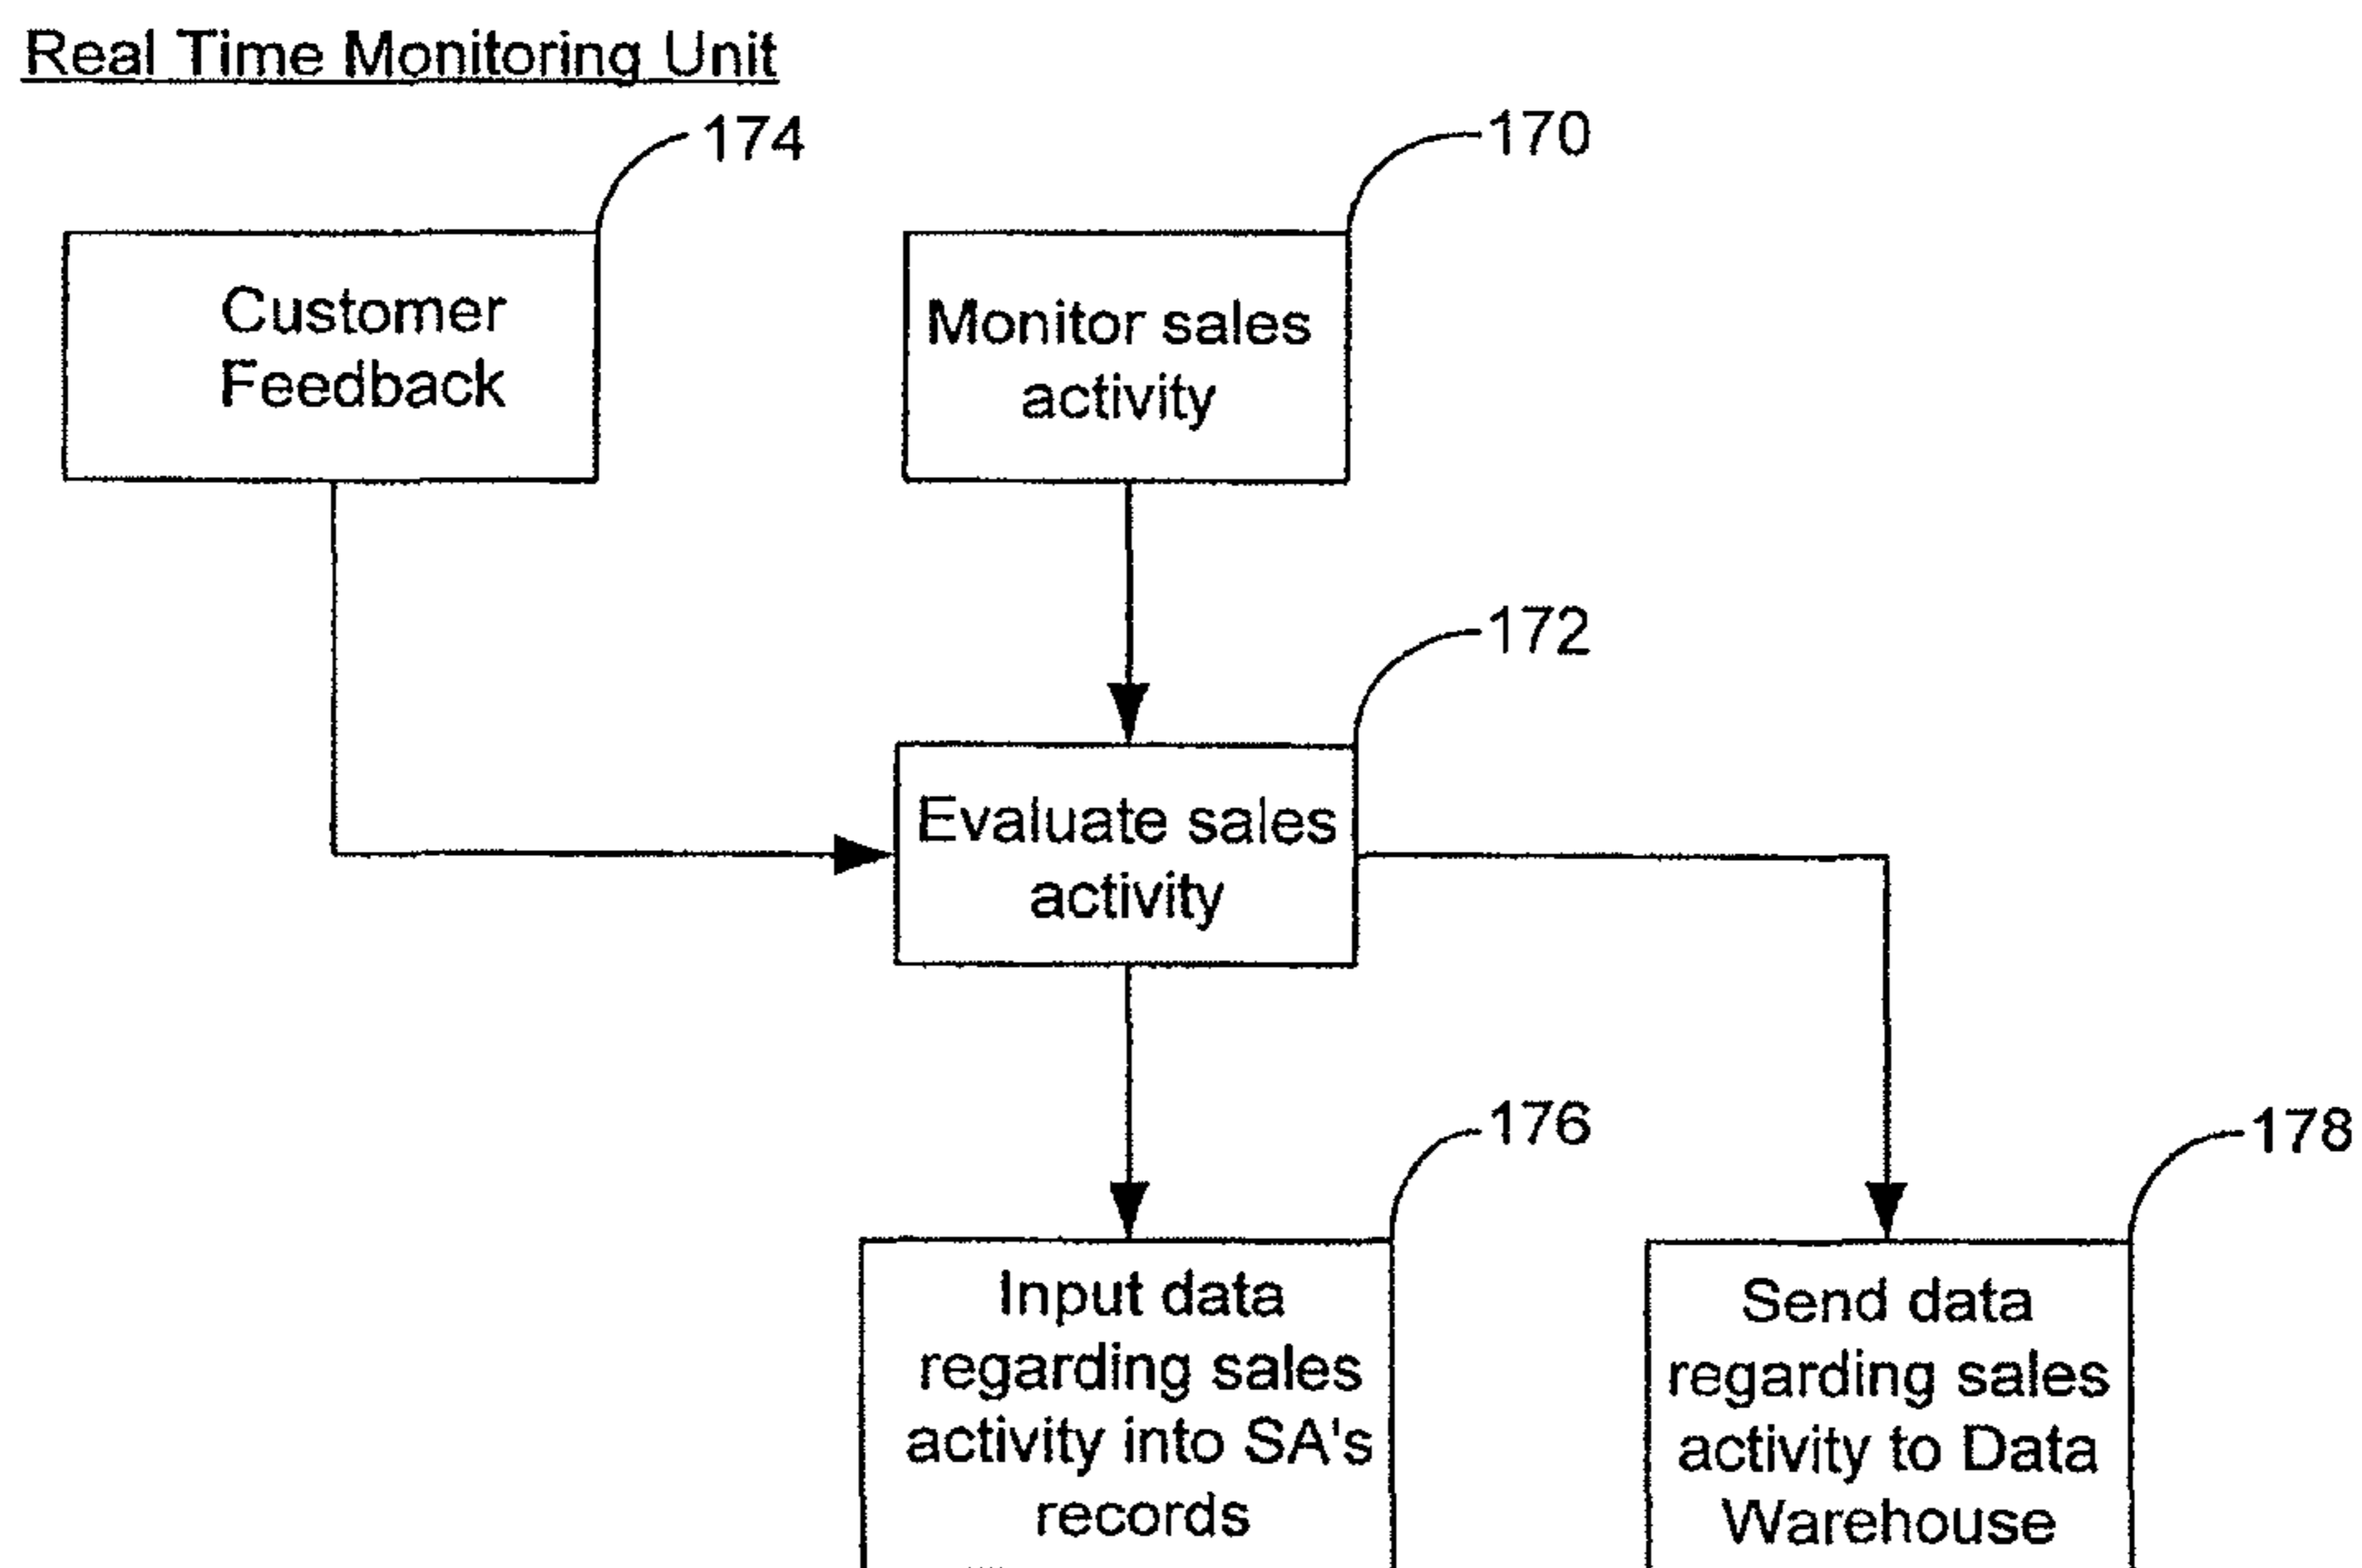 Real Time Monitoring Unit
174
170
Customer
Feedback
Monitor sales
activity
172
Evaluate sales
activity
176
178
Input data
regarding sales
activity into SA's
records
Send data
regarding sales
activity to Data
Warehouse